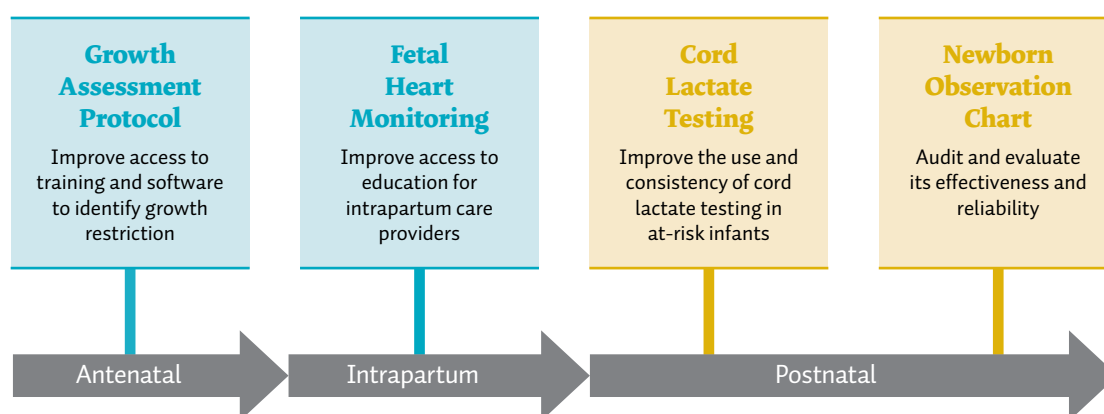 Growth
Assessment
Protocol
Improve access to
training and software
to identify growth
restriction
Fetal
Heart
Monitoring
Improve access to
education for
intrapartum care
providers
Cord
Lactate
Testing
Improve the use and
consistency of cord
lactate testing in
at-risk infants
Newborn
Observation
Chart
Audit and evaluate
its effectiveness and
reliability
Antenatal
Intrapartum
Postnatal